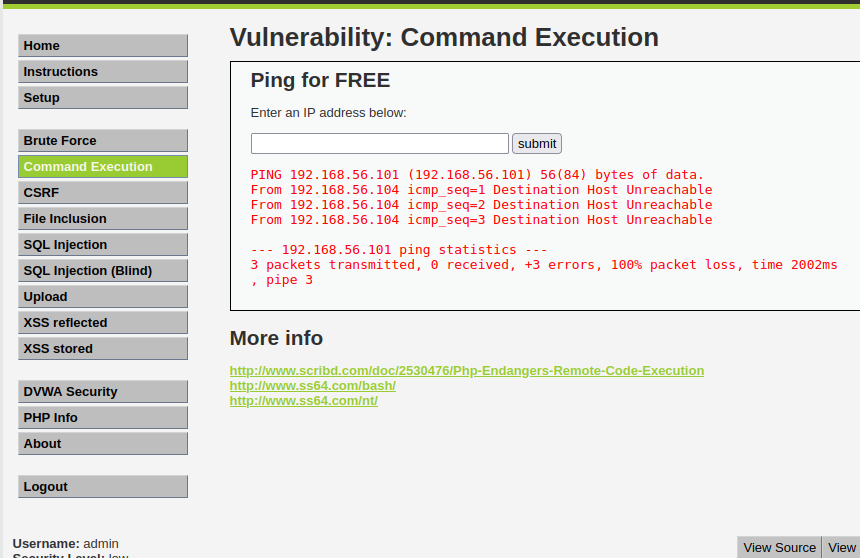 Home
Instructions
Setup
Brute Force
Command Execution
CSRF
File Inclusion
SQL Injection
SQL Injection (Blind)
Upload
XSS reflected
XSS stored
DVWA Security
PHP Info
About
Logout
Username: admin
Security Level: low
Vulnerability: Command Execution
Ping for FREE
Enter an IP address below:
submit
PING 192.168.56.101 (192.168.56.101) 56(84) bytes of data.
From 192.168.56.104 icmp_seq=1 Destination Host Unreachable
From 192.168.56.104 icmp_seq=2 Destination Host Unreachable
From 192.168.56.104 icmp_seq=3 Destination Host Unreachable
--- 192.168.56.101 ping statistics ---
3 packets transmitted, 0 received, +3 errors, 100% packet loss, time 2002ms
, pipe 3
More info
http://www.scribd.com/doc/2530476/Php-Endangers-Remote-Code-Execution
http://www.ss64.com/bash/
http://www.ss64.com/nt/
View Source
View